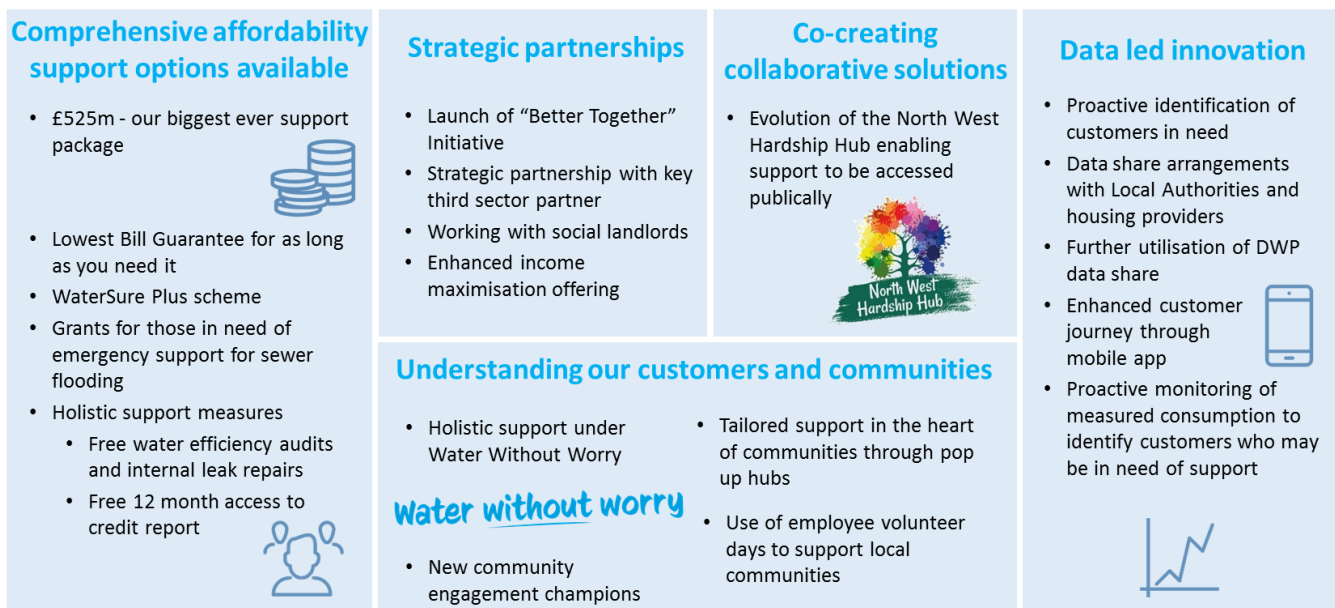 Comprehensive affordability
support options available
• £525m - our biggest ever support
package
• Lowest Bill Guarantee for as long
as you need it
• WaterSure Plus scheme
• Grants for those in need of
emergency support for sewer
flooding
• Holistic support measures
• Free water efficiency audits
and internal leak repairs
• Free 12 month access to
credit report
Strategic partnerships
• Launch of “Better Together”
Initiative
• Strategic partnership with key
third sector partner
• Working with social landlords
• Enhanced income
maximisation offering
Co-creating
collaborative solutions
• Evolution of the North West
Hardship Hub enabling
support to be accessed
publically
North West
Hardship Hub
Understanding our customers and communities
• Holistic support under
Water Without Worry
Water without worry
• New community
engagement champions
• Tailored support in the heart
of communities through pop
up hubs
• Use of employee volunteer
days to support local
communities
Data led innovation
• Proactive identification of
customers in need
• Data share arrangements
with Local Authorities and
housing providers
• Further utilisation of DWP
data share
• Enhanced customer
journey through
mobile app
• Proactive monitoring of
measured consumption to
identify customers who may
be in need of support